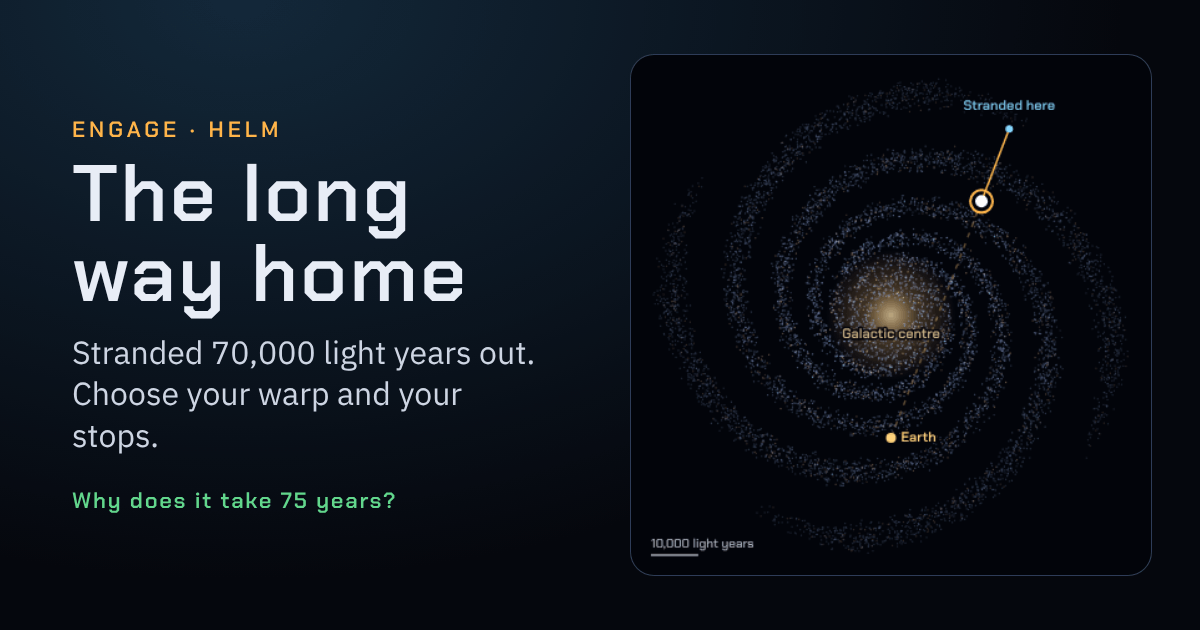 ENGAGE · HELM
The long
way home
Stranded 70,000 light years out.
Choose your warp and your
stops.
Why does it take 75 years?
Stranded here
Galactic centre
Earth
10,000 light years